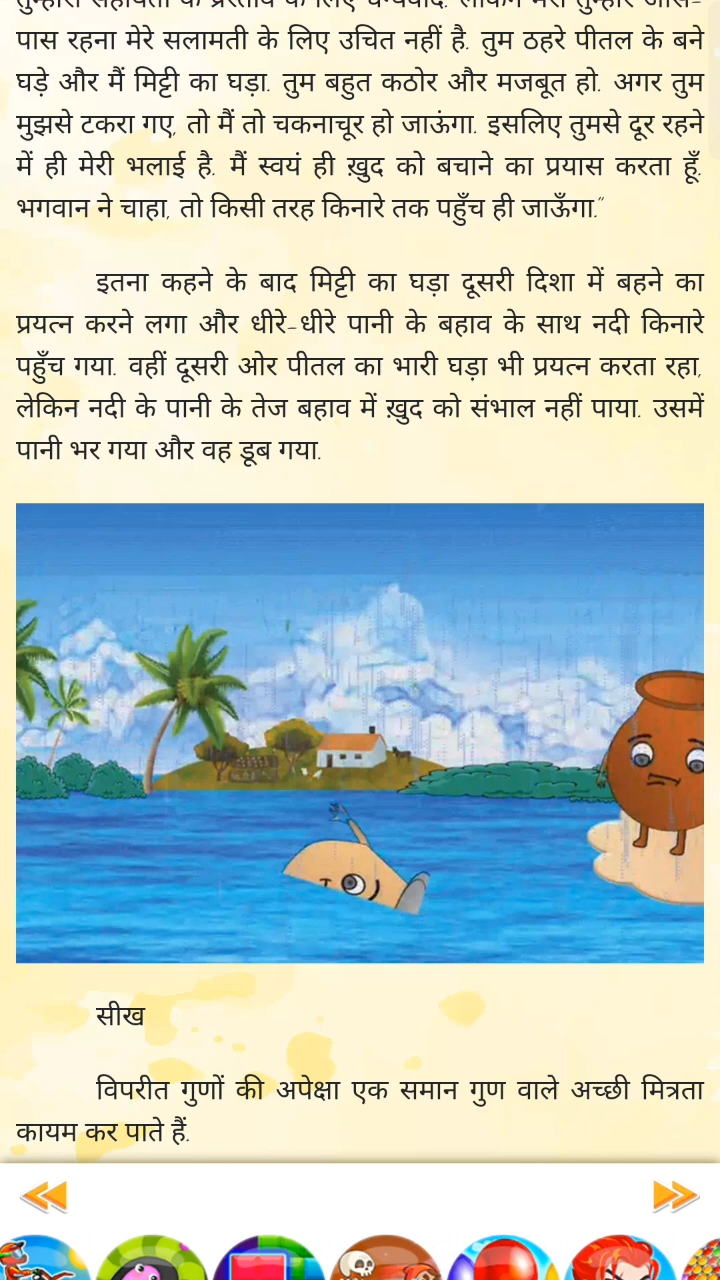 पास रहना मेरे सलामती के लिए उचित नहीं है. तुम ठहरे पीतल के बने
घड़े और मैं मिट्टी का घड़ा. तुम बहुत कठोर और मजबूत हो. अगर तुम
मुझसे टकरा गए, तो मैं तो चकनाचूर हो जाऊंगा. इसलिए तुमसे दूर रहने
में ही मेरी भलाई है. मैं स्वयं ही ख़ुद को बचाने का प्रयास करता हूँ.
भगवान ने चाहा, तो किसी तरह किनारे तक पहुँच ही जाऊँगा.”
इतना कहने के बाद मिट्टी का घड़ा दूसरी दिशा में बहने का
प्रयत्न करने लगा और धीरे-धीरे पानी के बहाव के साथ नदी किनारे
पहुँच गया. वहीं दूसरी ओर पीतल का भारी घड़ा भी प्रयत्न करता रहा,
लेकिन नदी के पानी के तेज बहाव में ख़ुद को संभाल नहीं पाया. उसमें
पानी भर गया और वह डूब गया.
सीख
विपरीत गुणों की अपेक्षा एक समान गुण वाले अच्छी मित्रता
कायम कर पाते हैं.